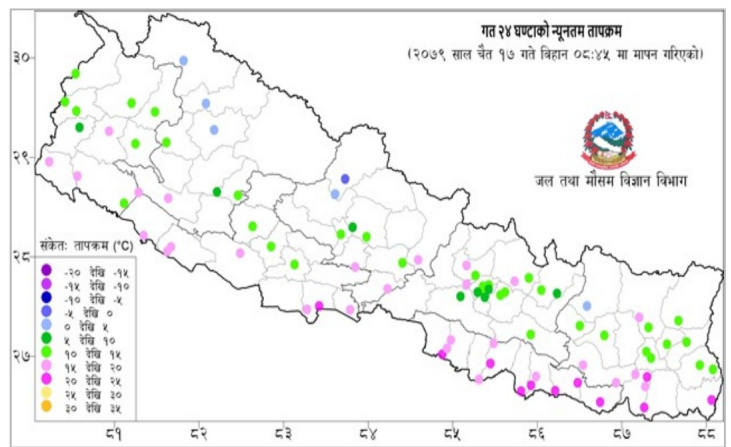 गत २४ घण्टाको न्यूनतम तापक्रम
(२०७९ साल चैत १७ गते बिहान ०८:४५ मा मापन गरिएको)
जल तथा मौसम विज्ञान विभाग
३०
२९
२८
२७
संकेतः तापक्रम (°C)
-२० देखि -१५
-१५ देखि -१०
-१० देखि -५
-५ देखि ०
० देखि ५
५ देखि १०
१० देखि १५
१५ देखि २०
२० देखि २५
२५ देखि ३०
३० देखि ३५
८१ ८२ ८३ ८४ ८५ ८६ ८७ ८८